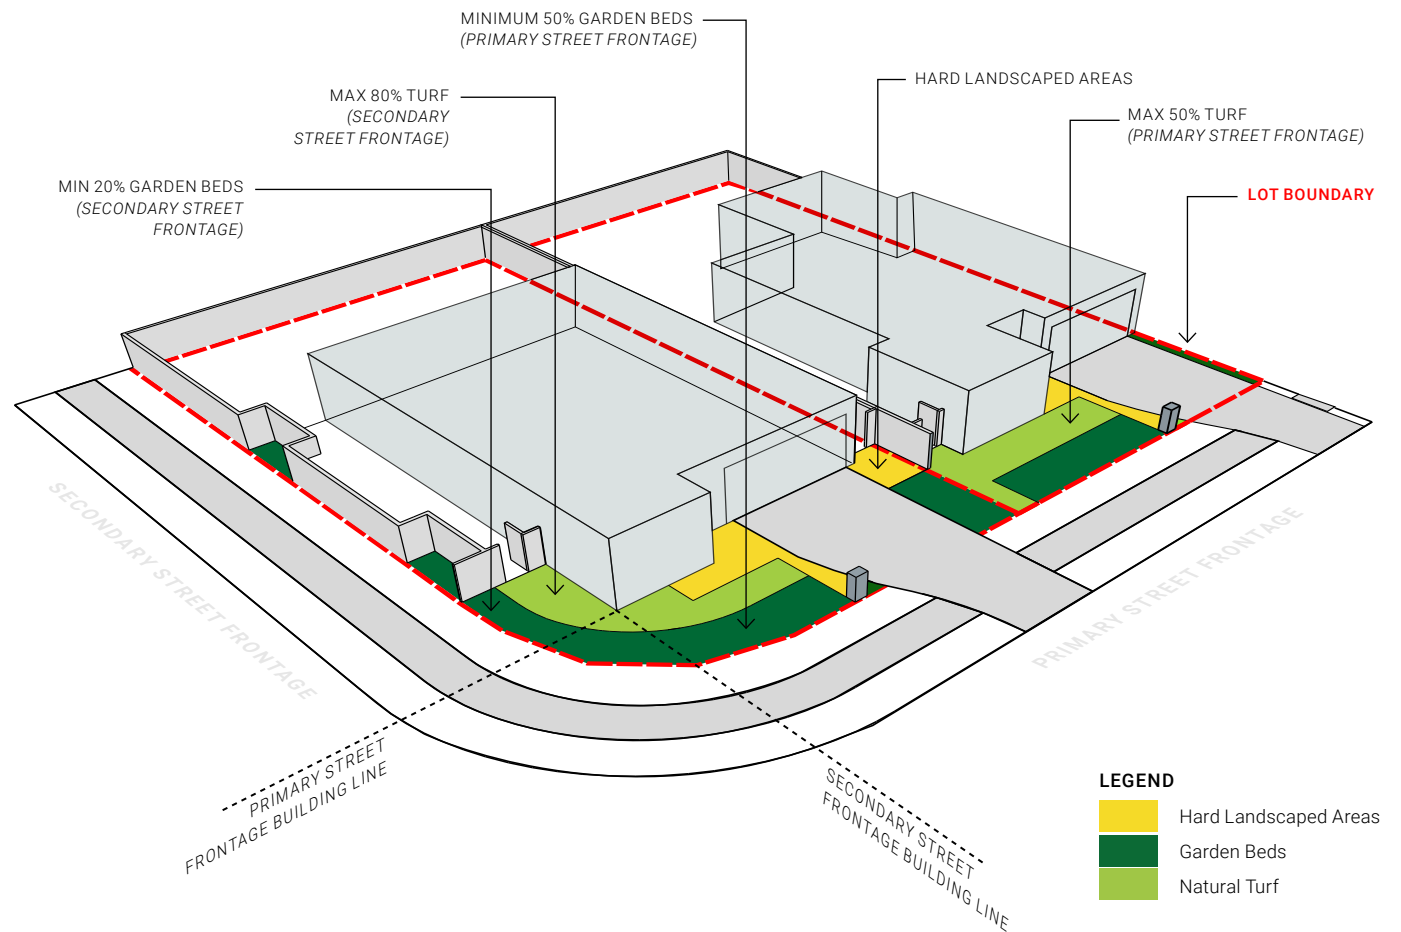 MINIMUM 50% GARDEN BEDS
(PRIMARY STREET FRONTAGE)
HARD LANDSCAPED AREAS
MAX 80% TURF
(SECONDARY
STREET FRONTAGE)
MAX 50% TURF
(PRIMARY STREET FRONTAGE)
MIN 20% GARDEN BEDS
(SECONDARY STREET
FRONTAGE)
LOT BOUNDARY
SECONDARY STREET FRONTAGE
PRIMARY STREET FRONTAGE
PRIMARY STREET
FRONTAGE BUILDING LINE
SECONDARY STREET
FRONTAGE BUILDING LINE
LEGEND
Hard Landscaped Areas
Garden Beds
Natural Turf